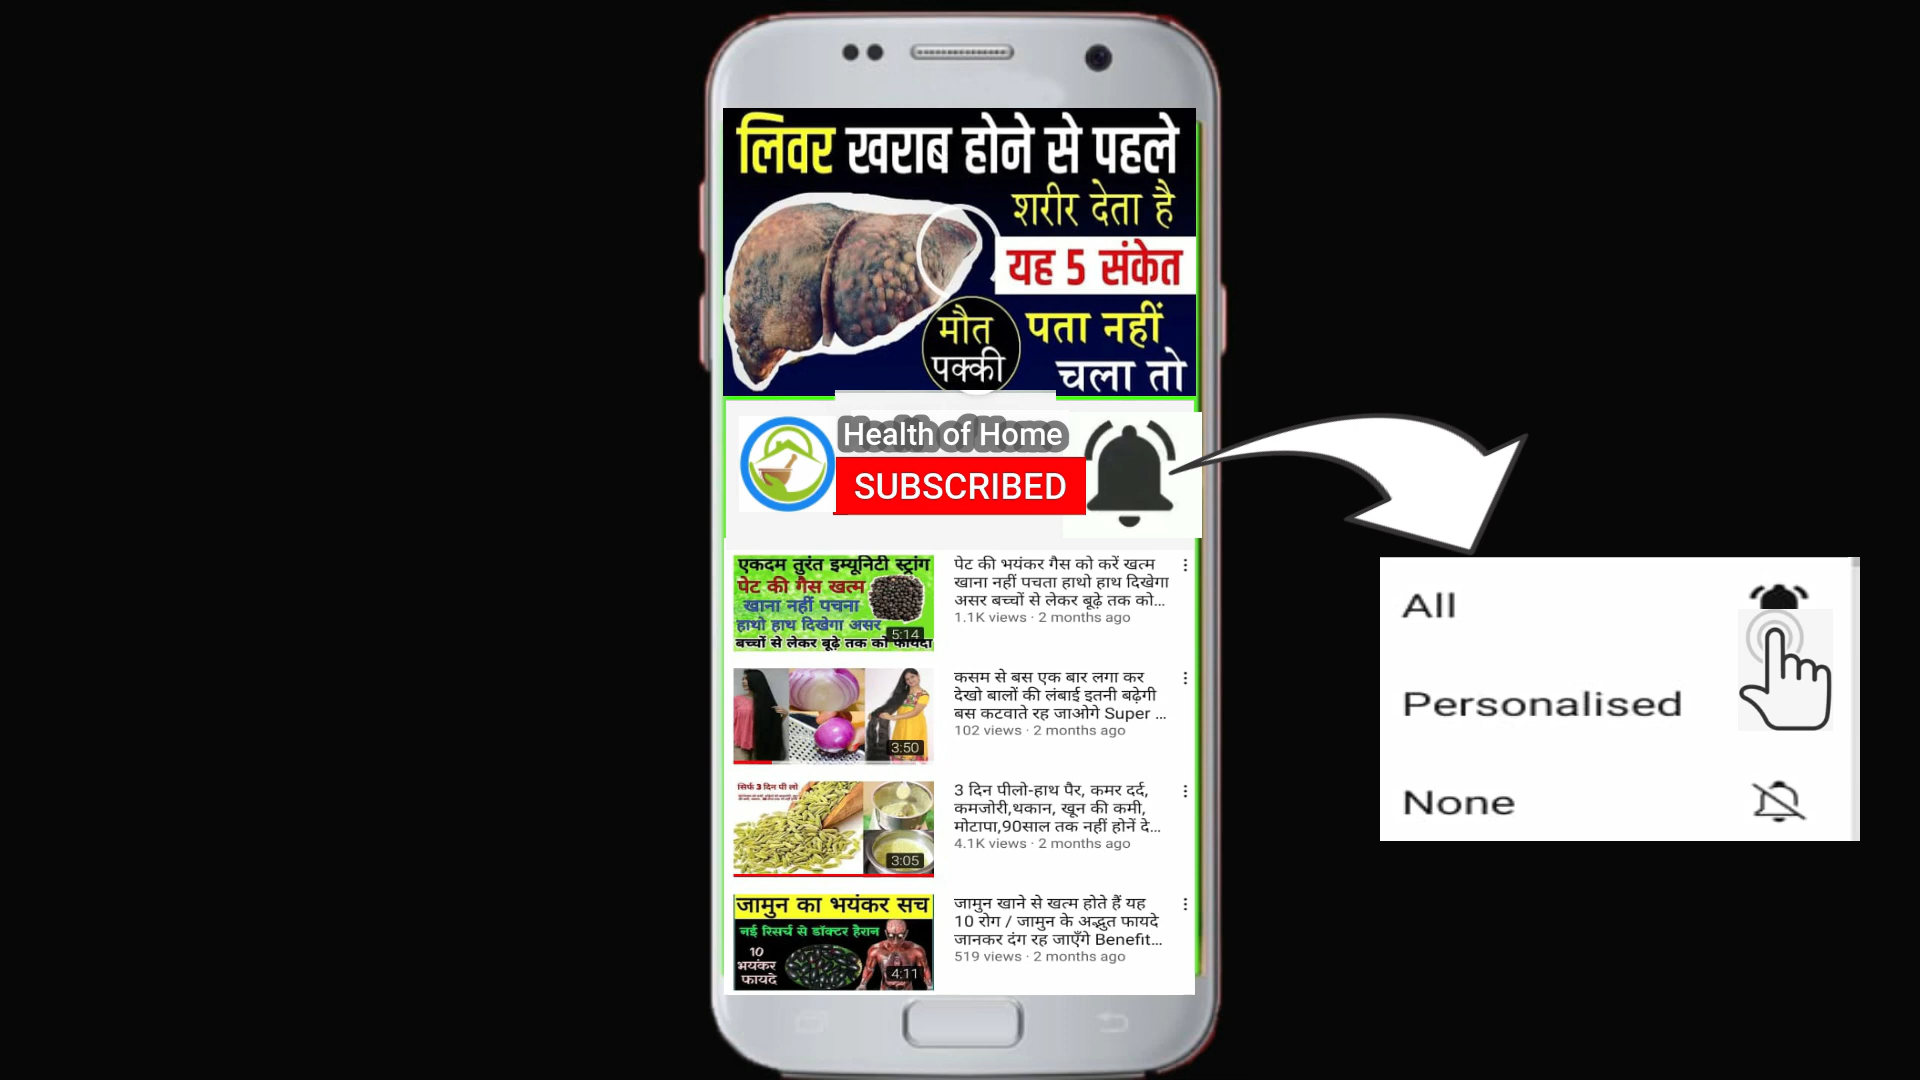 लिवर खराब होने से पहले
शरीर देता है
यह 5 संकेत
मौत
पक्की
पता नहीं
चला तो
Health of Home
SUBSCRIBED
एकदम तुरंत इम्यूनिटी स्ट्रांग
पेट की गैस खत्म
खाना नहीं पचना
हाथो हाथ दिखेगा असर
5:14
बच्चों से लेकर बूढ़े तक को फायदा
पेट की भयंकर गैस को करें खत्म
खाना नहीं पचता हाथो हाथ दिखेगा
असर बच्चों से लेकर बूढ़े तक को...
1.1K views · 2 months ago
3:50
कसम से बस एक बार लगा कर
देखो बालों की लंबाई इतनी बढ़ेगी
बस कटवाते रह जाओगे Super ...
102 views · 2 months ago
सिर्फ 3 दिन पी लो
3:05
3 दिन पीलो-हाथ पैर, कमर दर्द,
कमजोरी,थकान, खून की कमी,
मोटापा,90साल तक नहीं होनें दे...
4.1K views · 2 months ago
जामुन का भयंकर सच
नई रिसर्च से डॉक्टर हैरान
10
भयंकर
फायदे
4:11
जामुन खाने से खत्म होते हैं यह
10 रोग / जामुन के अद्भुत फायदे
जानकर दंग रह जाएँगे Benefit...
519 views · 2 months ago
All
Personalised
None